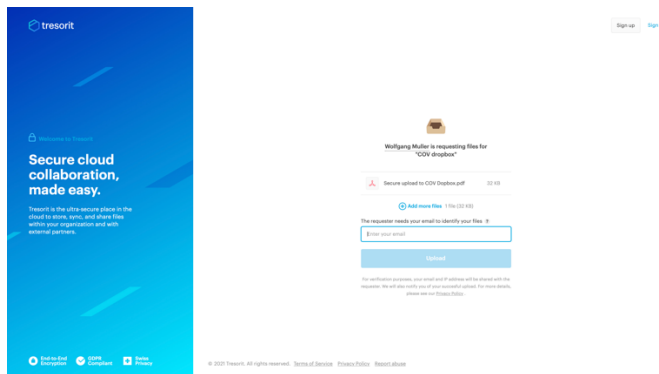 tresorit
Sign up
Sign
Welcome to Tresorit
Secure cloud
collaboration,
made easy.
Tresorit is the ultra-secure place in the
cloud to store, sync, and share files
within your organization and with
external partners.
End-to-End
Encryption
GDPR
Compliant
Swiss
Privacy
Wolfgang Muller is requesting files for
"COV dropbox"
Secure upload to COV Dopbox.pdf
32 KB
Add more files 1 file (32 KB)
The requester needs your email to identify your files
Enter your email
Upload
For verification purposes, your email and IP address will be shared with the
requester. We will also notify you of your succesful upload. For more details,
please see our Privacy Policy.
© 2021 Tresorit. All rights reserved. Terms of Service Privacy Policy Report abuse